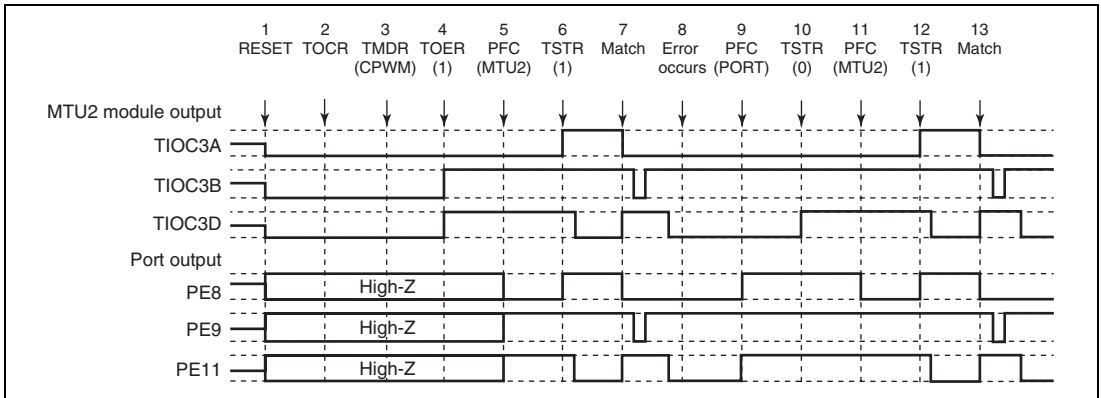 1 2 3 4 5 6 7 8 9 10 11 12 13
RESET TOCR TMDR TOER PFC TSTR Match Error PFC TSTR PFC TSTR Match
(CPWM) (1) (MTU2) (1) occurs (PORT) (0) (MTU2) (1)
MTU2 module output
TIOC3A
TIOC3B
TIOC3D
Port output
PE8 High-Z
PE9 High-Z
PE11 High-Z